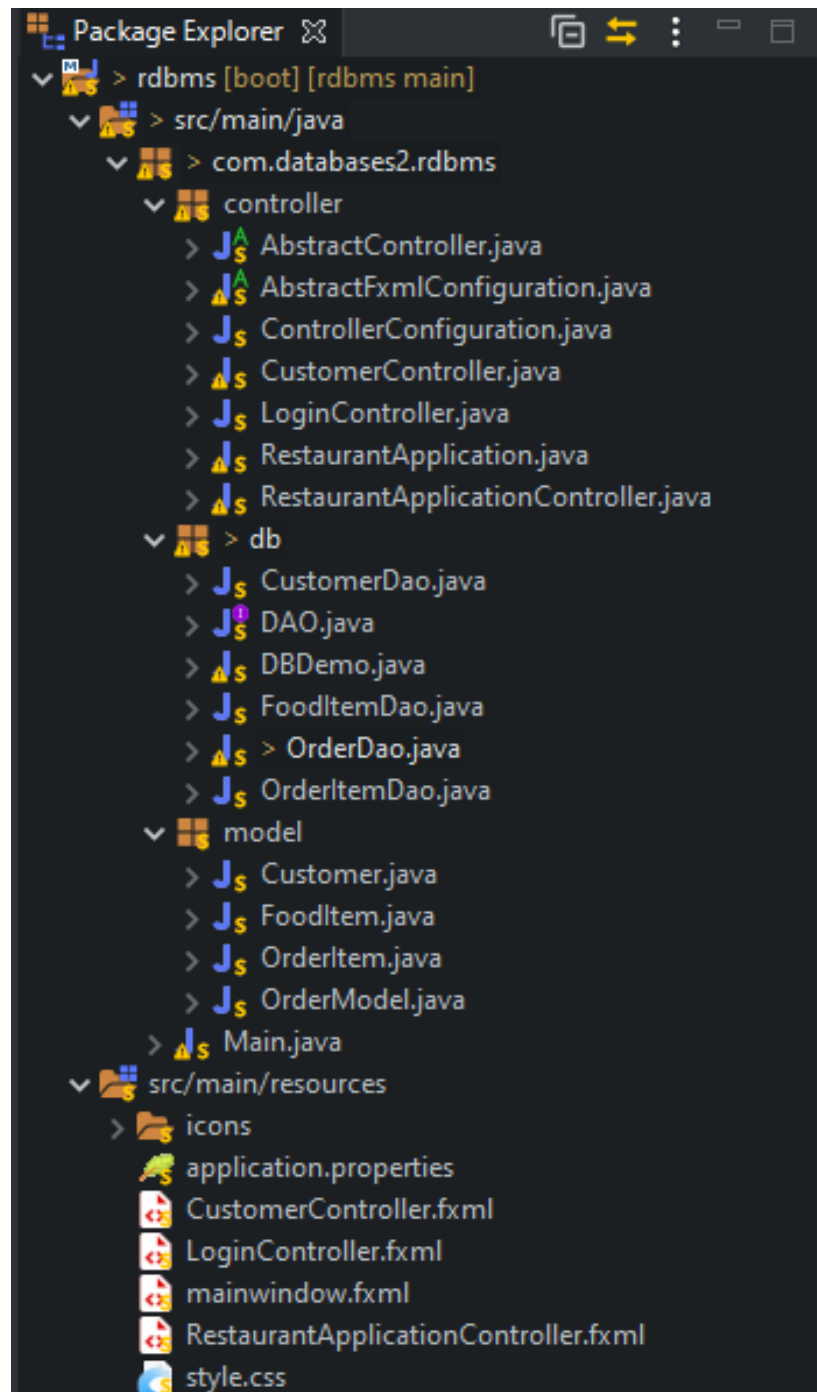 Package Explorer
> rdbms [boot] [rdbms main]
> src/main/java
> com.databases2.rdbms
controller
AbstractController.java
AbstractFxmlConfiguration.java
ControllerConfiguration.java
CustomerController.java
LoginController.java
RestaurantApplication.java
RestaurantApplicationController.java
> db
CustomerDao.java
DAO.java
DBDemo.java
FoodItemDao.java
> OrderDao.java
OrderItemDao.java
model
Customer.java
FoodItem.java
OrderItem.java
OrderModel.java
Main.java
src/main/resources
icons
application.properties
CustomerController.fxml
LoginController.fxml
mainwindow.fxml
RestaurantApplicationController.fxml
style.css